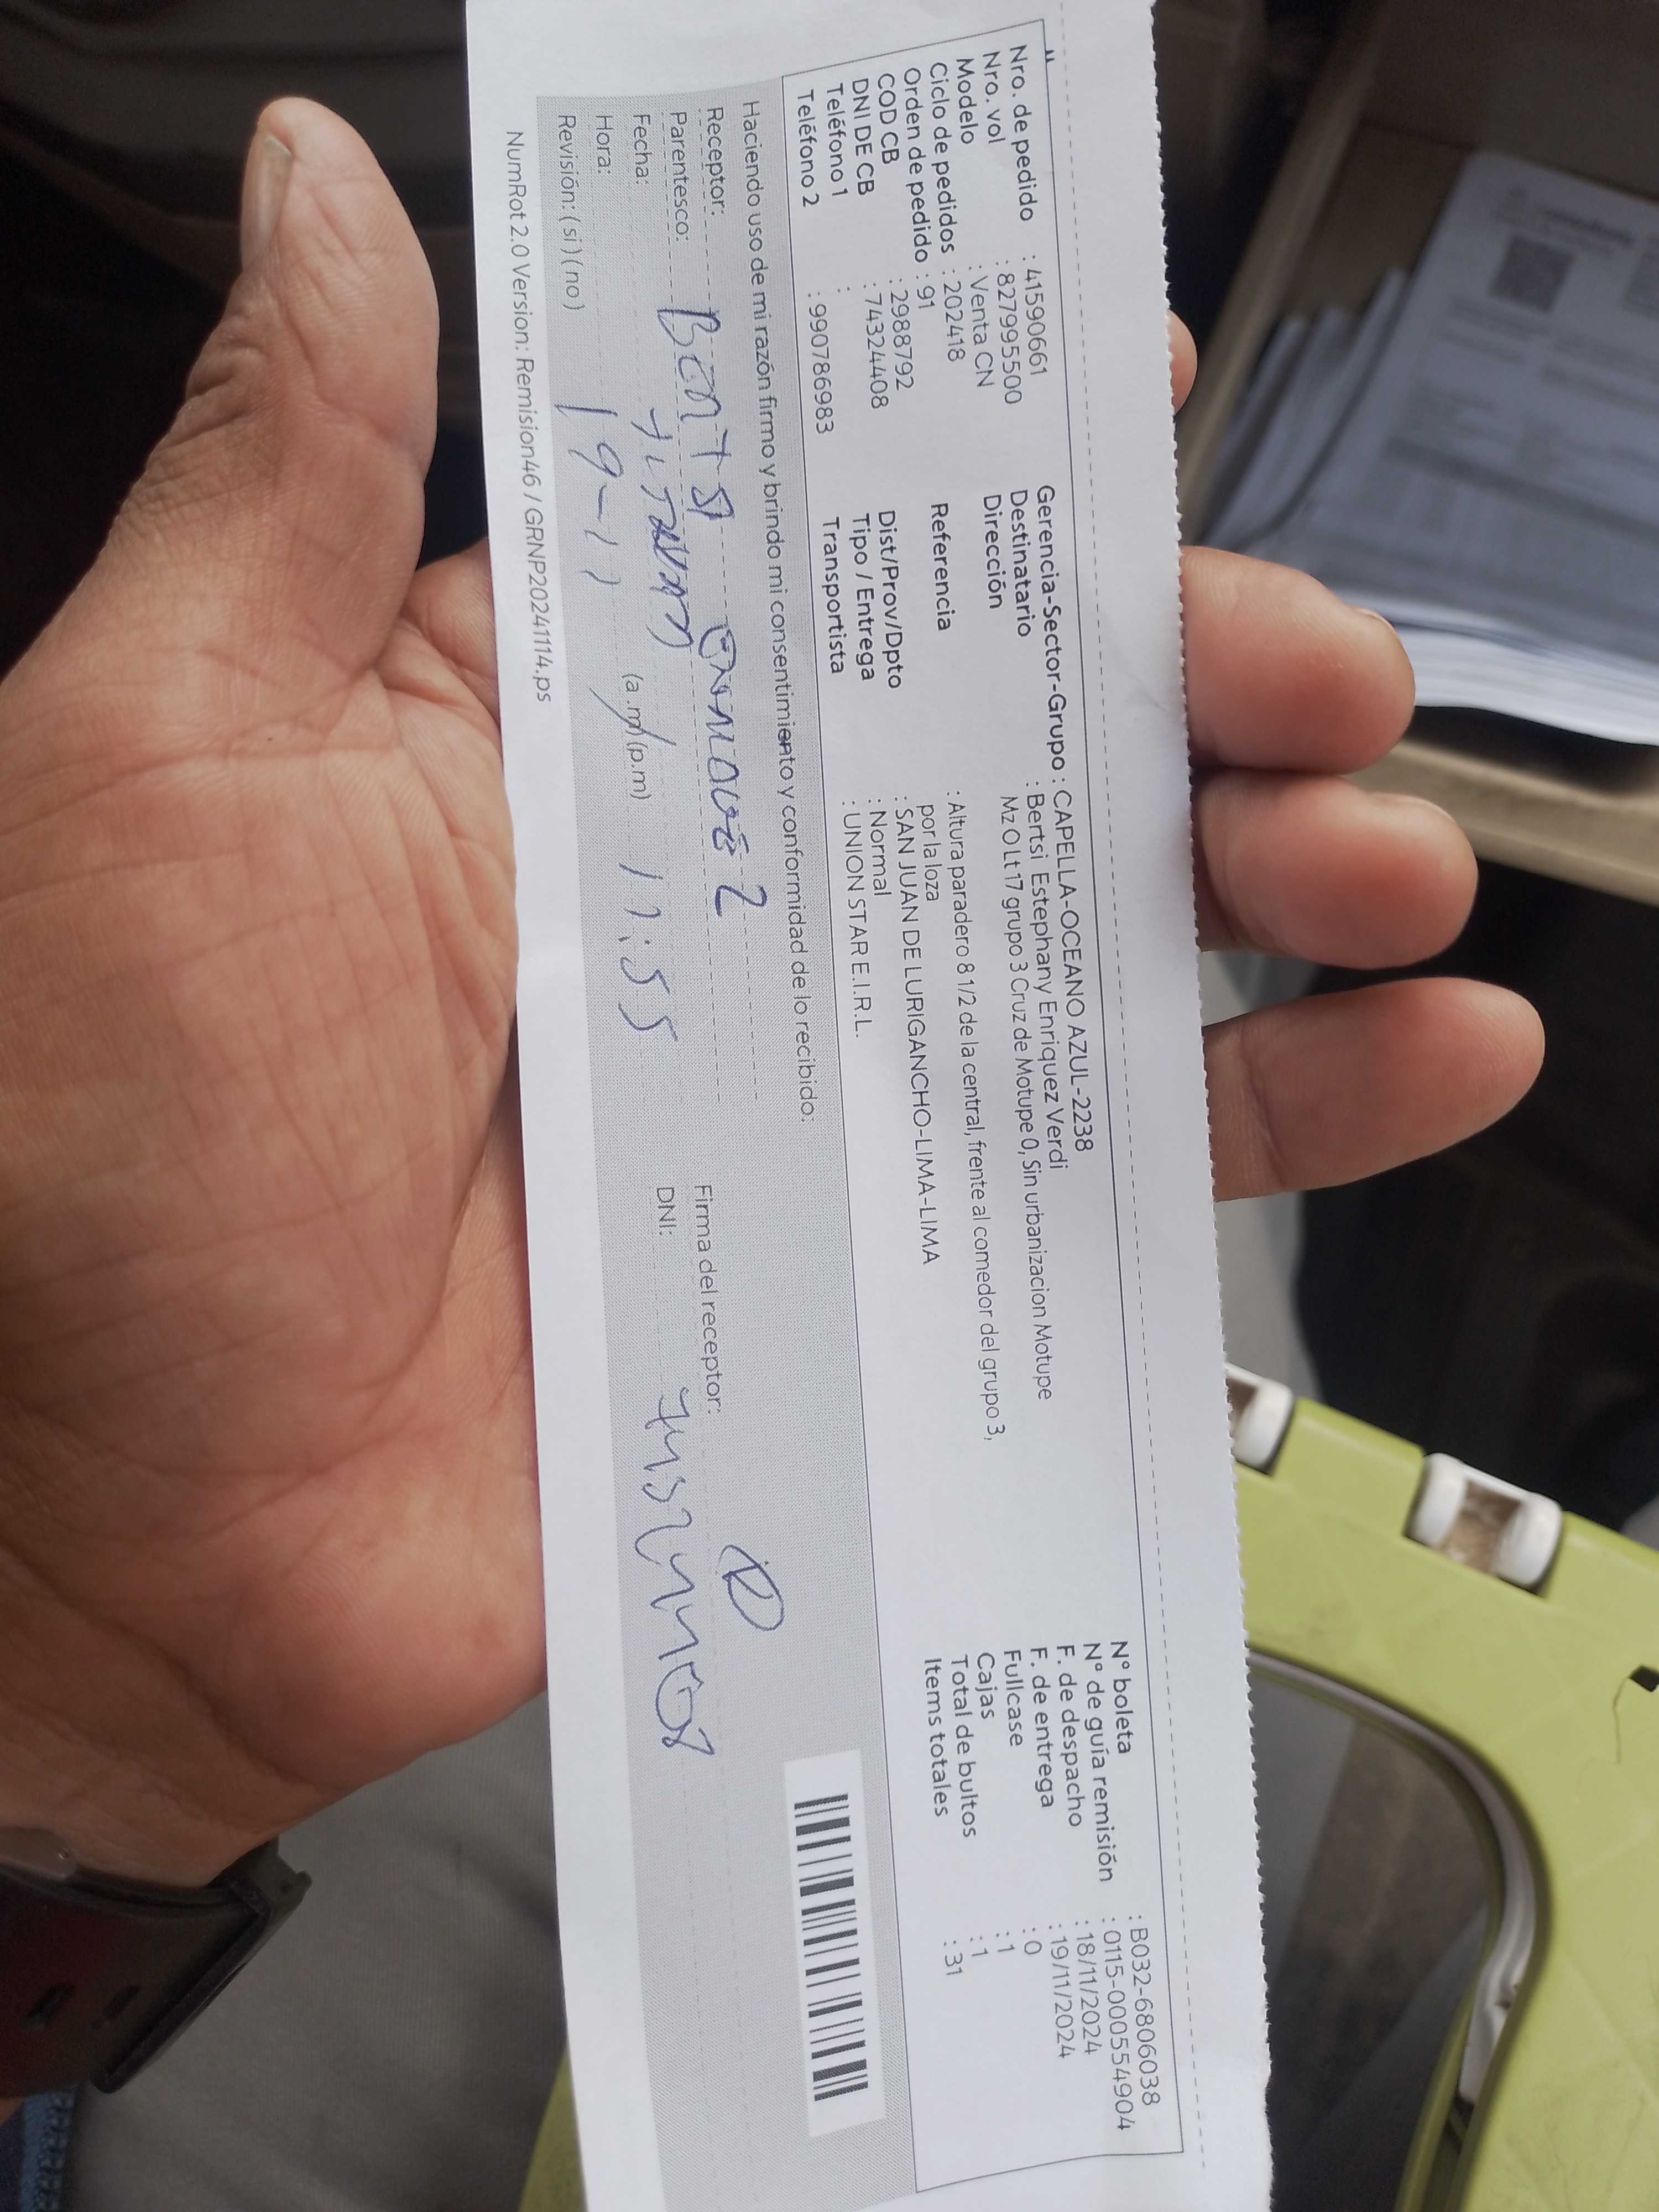 Nro. de pedido : 41590661
Nro. vol : 827995500
Modelo : Venta CN
Ciclo de pedidos : 202418
Orden de pedido : 91
COD CB : 2988792
DNI DE CB : 74324408
Teléfono 1 :
Teléfono 2 : 990786983
Gerencia-Sector-Grupo : CAPELLA-OCEANO AZUL-2238
Destinatario : Bertsi Estephany Enriquez Verdi
Dirección Mz O Lt 17 grupo 3 Cruz de Motupe 0, Sin urbanizacion Motupe
Referencia : Altura paradero 8 1/2 de la central, frente al comedor del grupo 3,
por la loza
Dist/Prov/Dpto : SAN JUAN DE LURIGANCHO-LIMA-LIMA
Tipo / Entrega : Normal
Transportista : UNION STAR E.I.R.L.
N° boleta : B032-6806038
N° de guía remisión : 0115-0005554904
F. de despacho : 18/11/2024
F. de entrega : 19/11/2024
Fullcase : 0
Cajas : 1
Total de bultos : 1
Items totales : 31
Haciendo uso de mi razón firmo y brindo mi consentimiento y conformidad de lo recibido:
Receptor:
Parentesco:
Fecha: 19-11
Hora: (a.m) (p.m) 11:55
Revisión: (si) (no)
Firma del receptor:
DNI:
NumRot 2.0 Version: Remision46 / GRNP20241114.ps